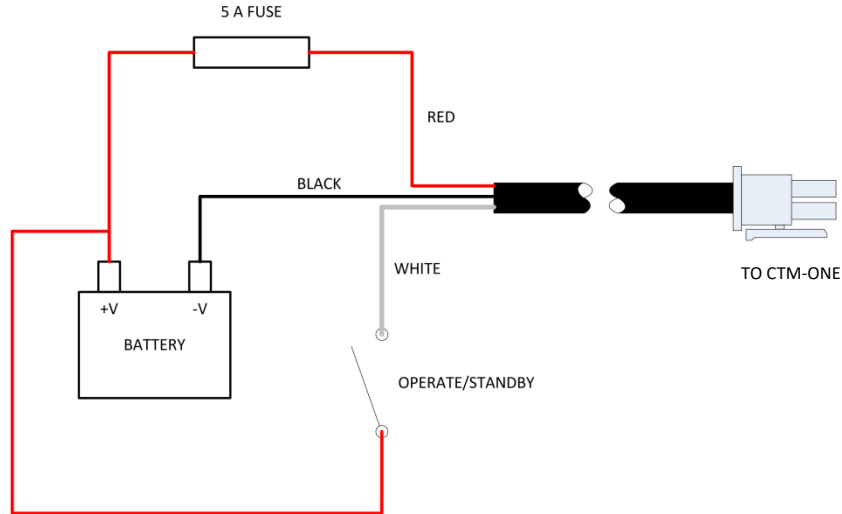 5 A FUSE
RED
BLACK
WHITE
TO CTM-ONE
+V
-V
BATTERY
OPERATE/STANDBY